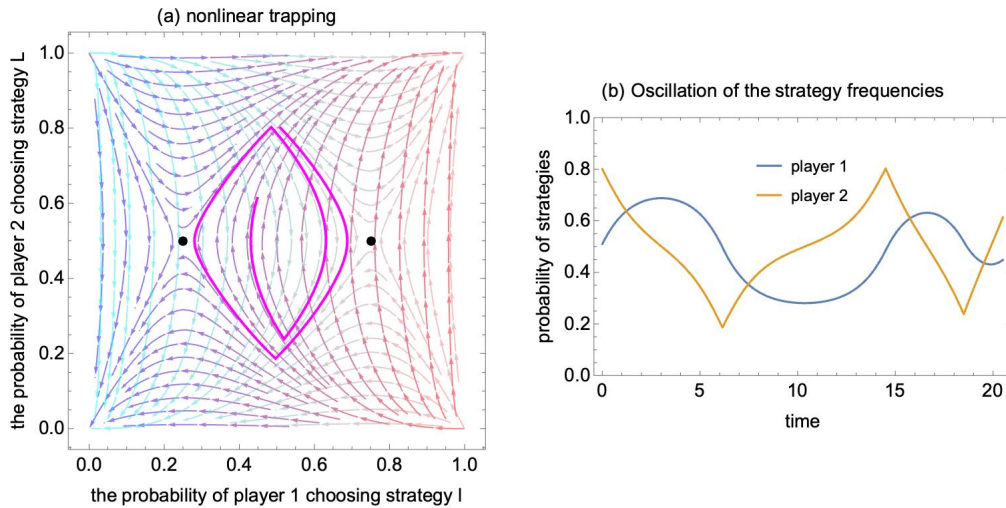 (a) nonlinear trapping
the probability of player 2 choosing strategy L
1.0
0.8
0.6
0.4
0.2
0.0
0.0 0.2 0.4 0.6 0.8 1.0
the probability of player 1 choosing strategy l
(b) Oscillation of the strategy frequencies
probability of strategies
1.0
0.8
0.6
0.4
0.2
0.0
player 1
player 2
0 5 10 15 20
time